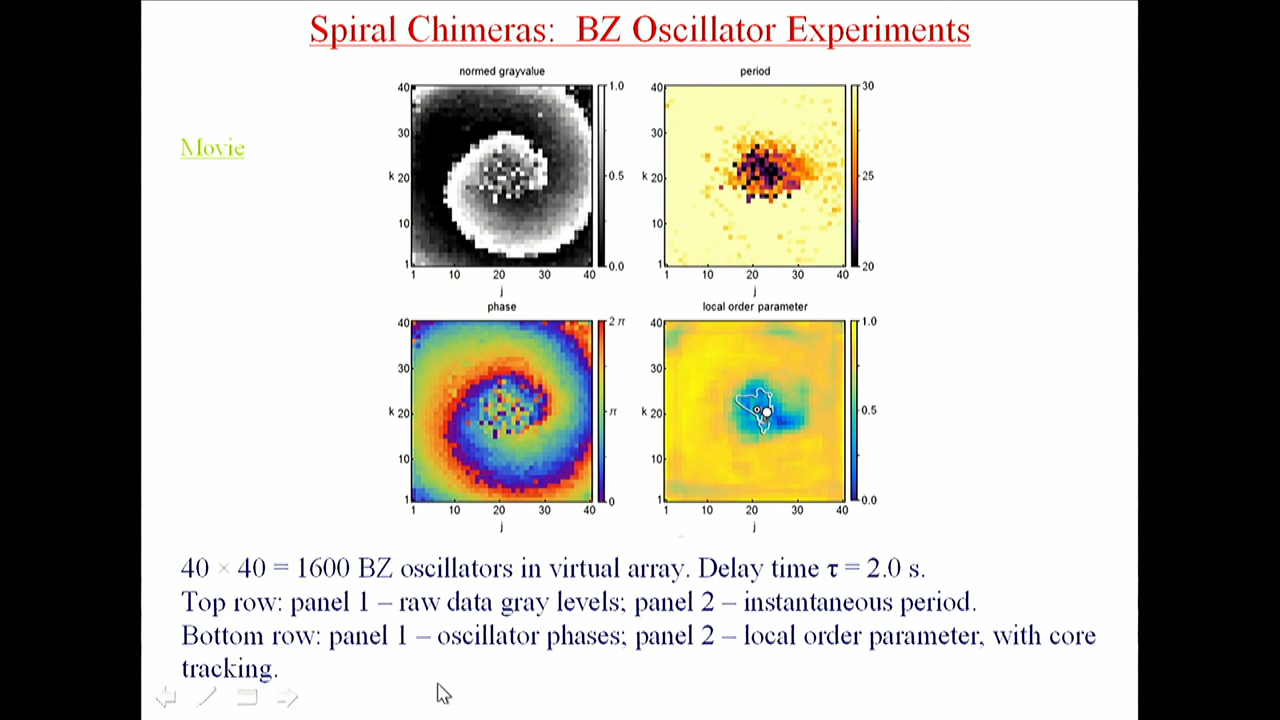 Spiral Chimeras: BZ Oscillator Experiments
Movie
normed grayvalue
40
30
k 20
10
1
1 10 20 30 40
j
1.0
0.5
0.0
period
40
30
k 20
10
1
1 10 20 30 40
j
30
25
20
phase
40
30
k 20
10
1
1 10 20 30 40
j
2 π
π
0
local order parameter
40
30
k 20
10
1
1 10 20 30 40
j
1.0
0.5
0.0
40 × 40 = 1600 BZ oscillators in virtual array. Delay time τ = 2.0 s.
Top row: panel 1 – raw data gray levels; panel 2 – instantaneous period.
Bottom row: panel 1 – oscillator phases; panel 2 – local order parameter, with core
tracking.